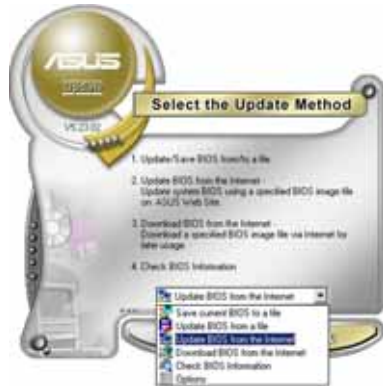 ASUS
Update
Select the Update Method
1. Update/Save BIOS from/to a file
2. Update BIOS from the Internet -
Update system BIOS using a specified BIOS image file
on ASUS Web Site.
3. Download BIOS from the Internet -
Download a specified BIOS image file via Internet by
later usage.
4. Check BIOS Information
Update BIOS from the Internet
Save current BIOS to a file
Update BIOS from a file
Update BIOS from the Internet
Download BIOS from the Internet
Check BIOS Information
Options